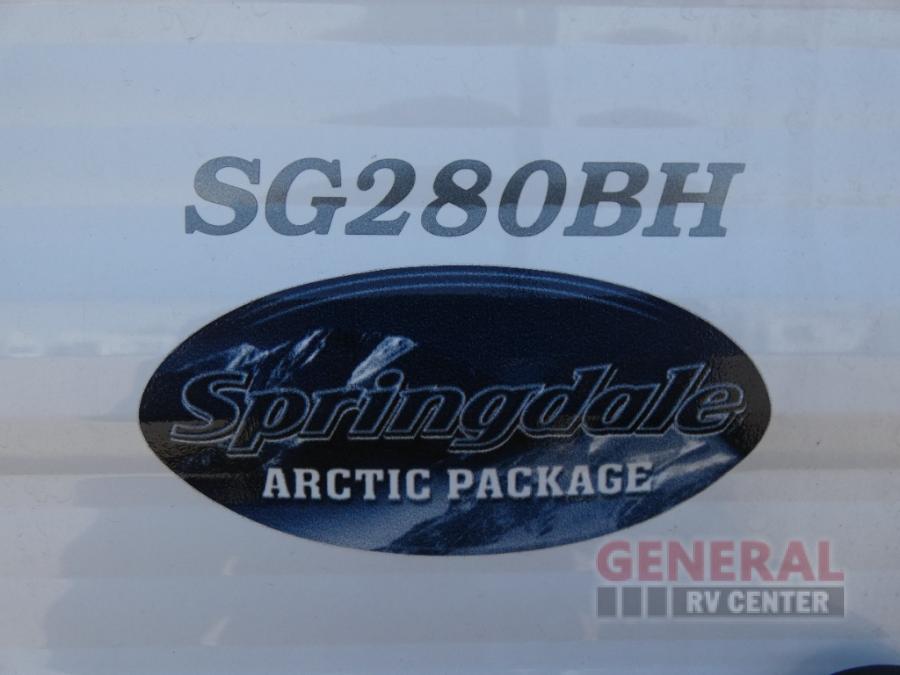 SG280BH
Springdale
ARCTIC PACKAGE
GENERAL
RV CENTER